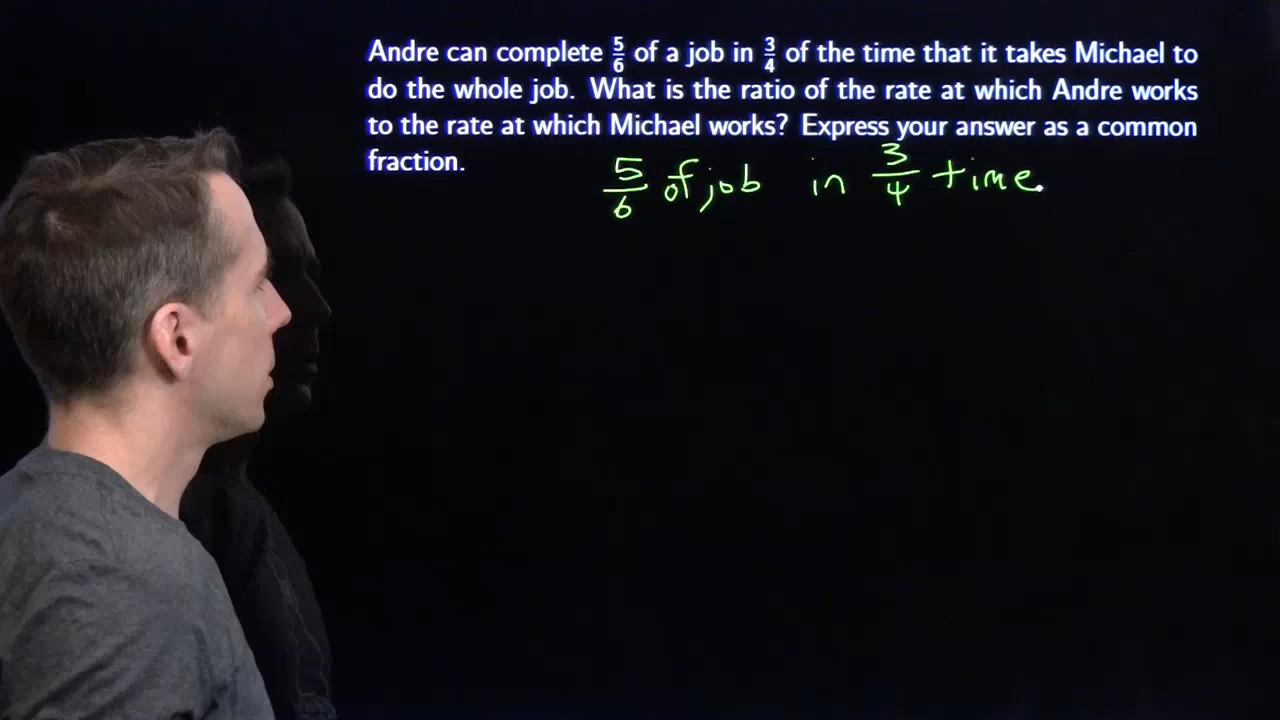 Andre can complete 5/6 of a job in 3/4 of the time that it takes Michael to
do the whole job. What is the ratio of the rate at which Andre works
to the rate at which Michael works? Express your answer as a common
fraction.
5/6 of job in 3/4 time